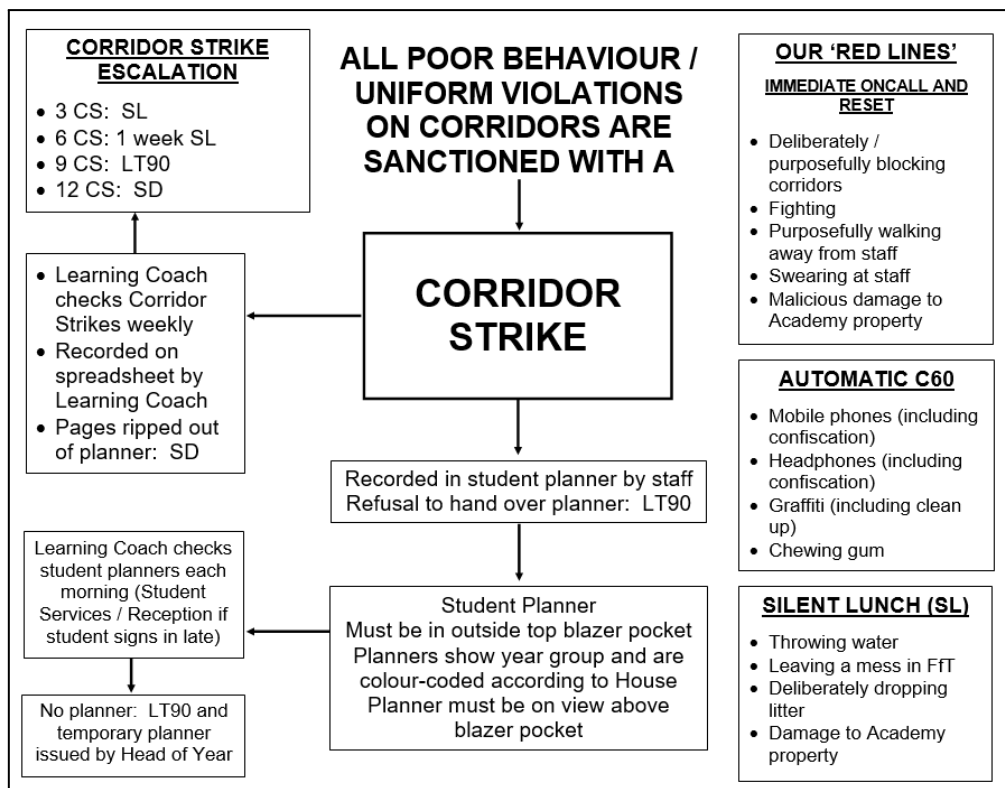 CORRIDOR STRIKE
ESCALATION
• 3 CS: SL
• 6 CS: 1 week SL
• 9 CS: LT90
• 12 CS: SD
ALL POOR BEHAVIOUR /
UNIFORM VIOLATIONS
ON CORRIDORS ARE
SANCTIONED WITH A
CORRIDOR
STRIKE
• Learning Coach
checks Corridor
Strikes weekly
• Recorded on
spreadsheet by
Learning Coach
• Pages ripped out
of planner: SD
Recorded in student planner by staff
Refusal to hand over planner: LT90
Student Planner
Must be in outside top blazer pocket
Planners show year group and are
colour-coded according to House
Planner must be on view above
blazer pocket
Learning Coach checks
student planners each
morning (Student
Services / Reception if
student signs in late)
No planner: LT90 and
temporary planner
issued by Head of Year
OUR ‘RED LINES’
IMMEDIATE ONCALL AND
RESET
• Deliberately /
purposefully blocking
corridors
• Fighting
• Purposefully walking
away from staff
• Swearing at staff
• Malicious damage to
Academy property
AUTOMATIC C60
• Mobile phones (including
confiscation)
• Headphones (including
confiscation)
• Graffiti (including clean
up)
• Chewing gum
SILENT LUNCH (SL)
• Throwing water
• Leaving a mess in FfT
• Deliberately dropping
litter
• Damage to Academy
property